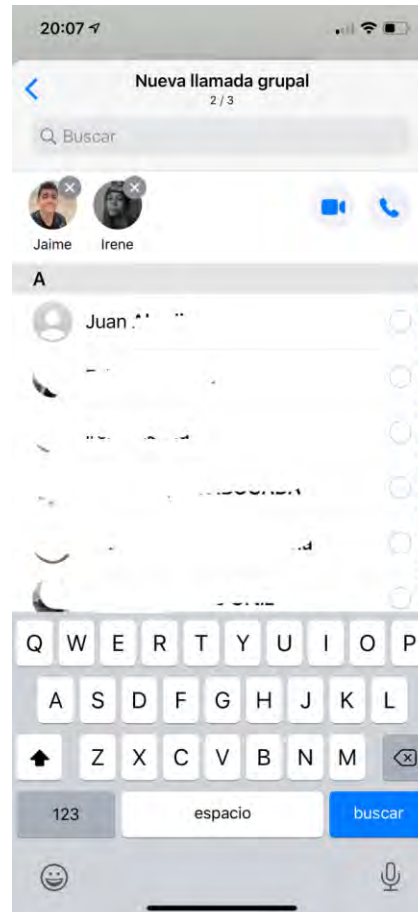 20:07
Nueva llamada grupal
2 / 3
Buscar
Jaime Irene
A
Juan
Q W E R T Y U I O P
A S D F G H J K L
Z X C V B N M
123 espacio buscar